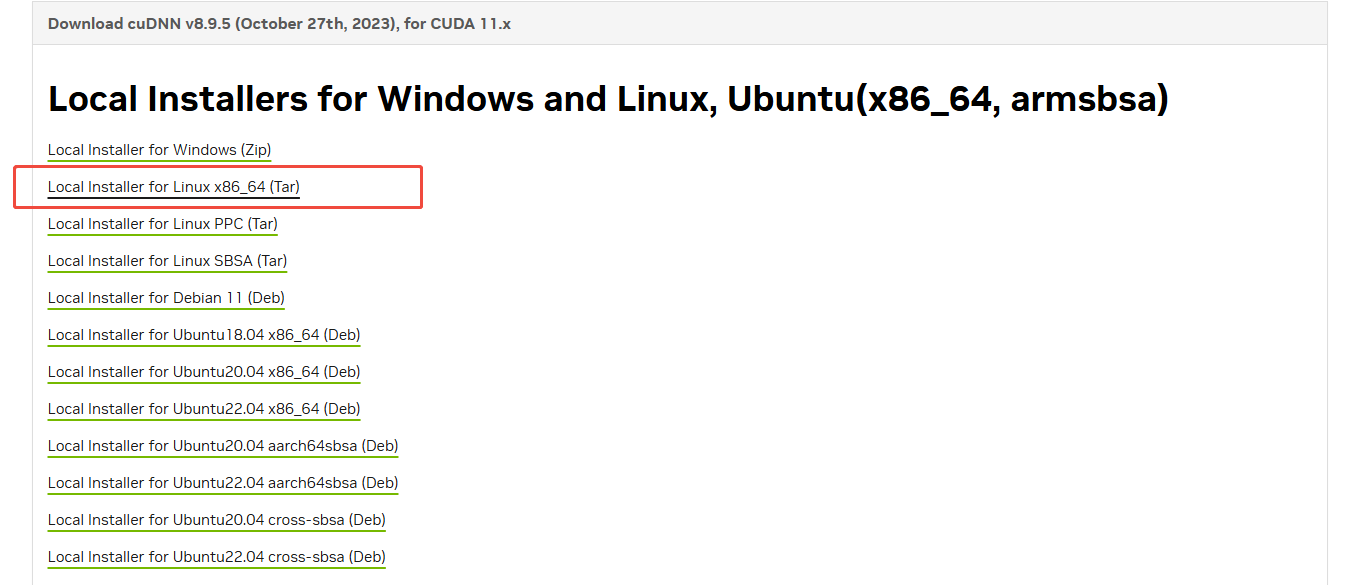 Download cuDNN v8.9.5 (October 27th, 2023), for CUDA 11.x
Local Installers for Windows and Linux, Ubuntu(x86_64, armsbsa)
Local Installer for Windows (Zip)
Local Installer for Linux x86_64 (Tar)
Local Installer for Linux PPC (Tar)
Local Installer for Linux SBSA (Tar)
Local Installer for Debian 11 (Deb)
Local Installer for Ubuntu18.04 x86_64 (Deb)
Local Installer for Ubuntu20.04 x86_64 (Deb)
Local Installer for Ubuntu22.04 x86_64 (Deb)
Local Installer for Ubuntu20.04 aarch64sbsa (Deb)
Local Installer for Ubuntu22.04 aarch64sbsa (Deb)
Local Installer for Ubuntu20.04 cross-sbsa (Deb)
Local Installer for Ubuntu22.04 cross-sbsa (Deb)